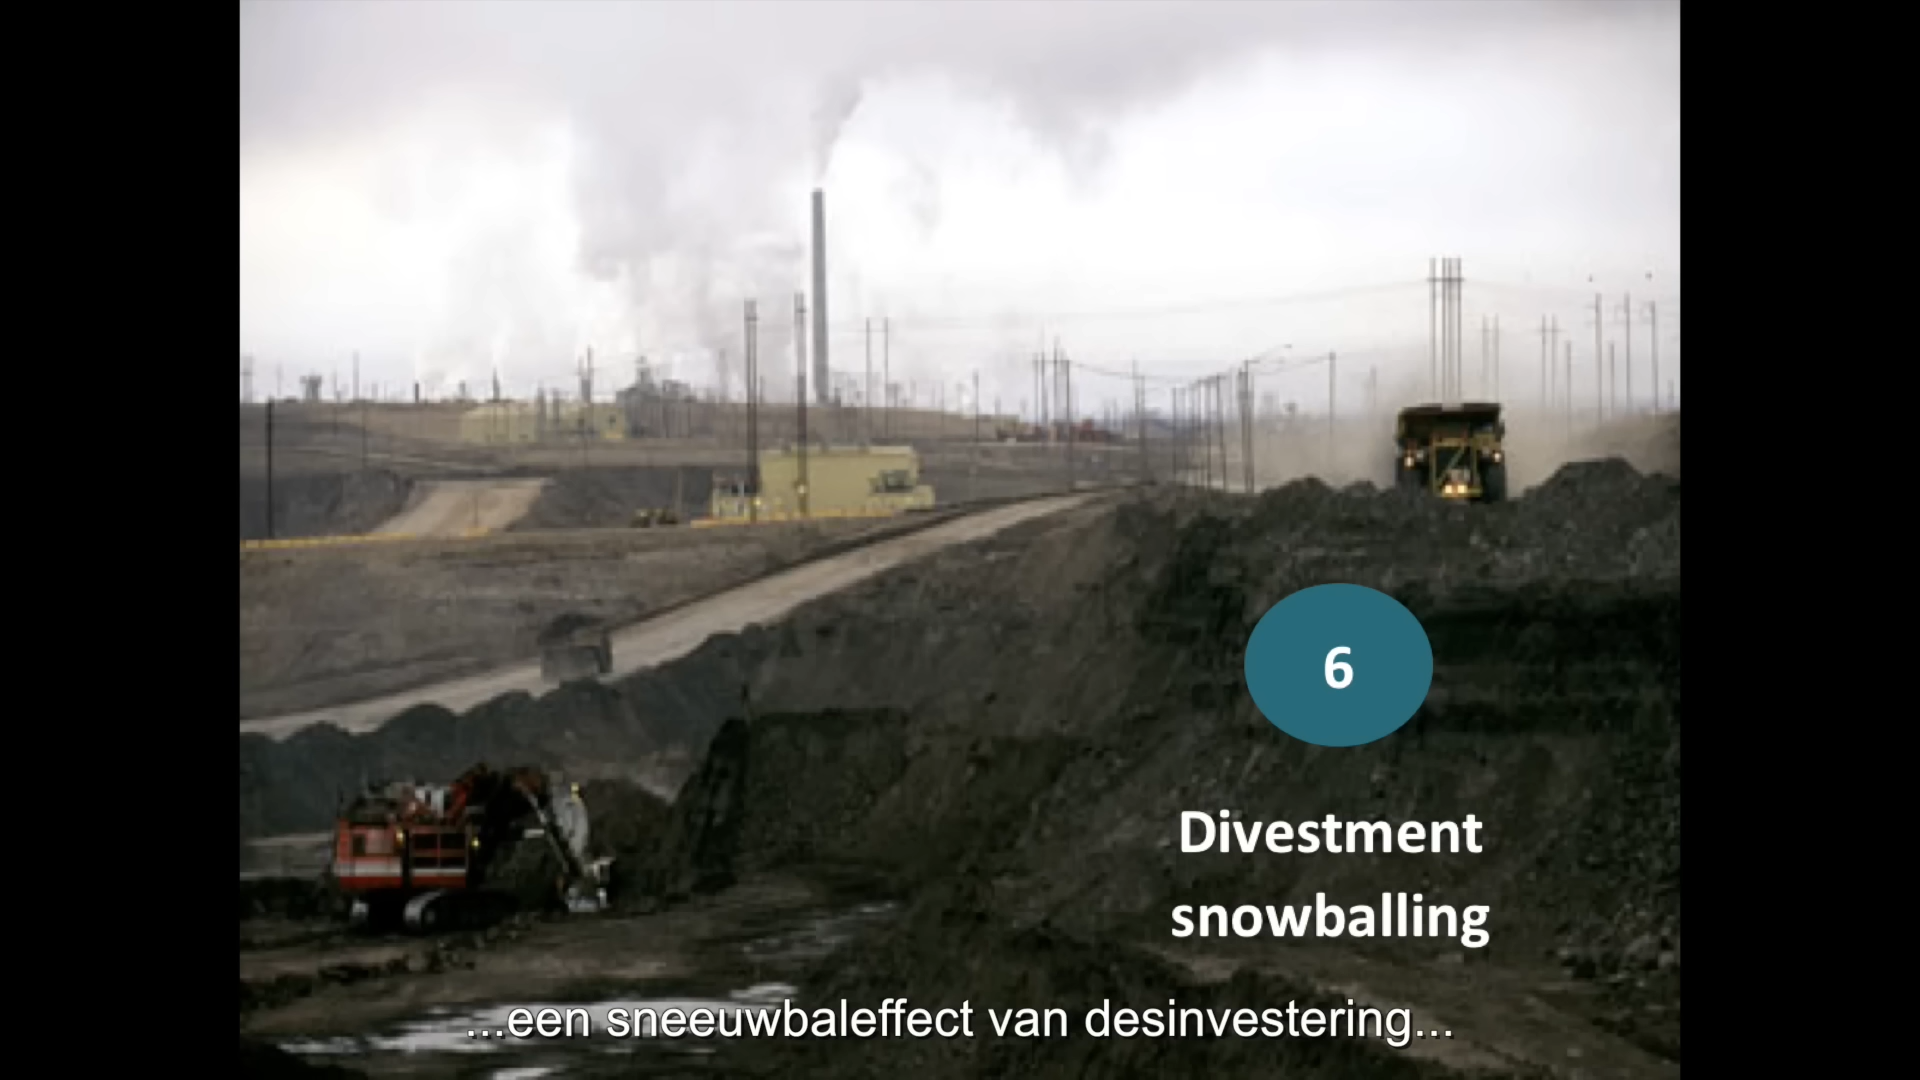 6
Divestment
snowballing
...een sneeuwbaleffect van desinvestering...